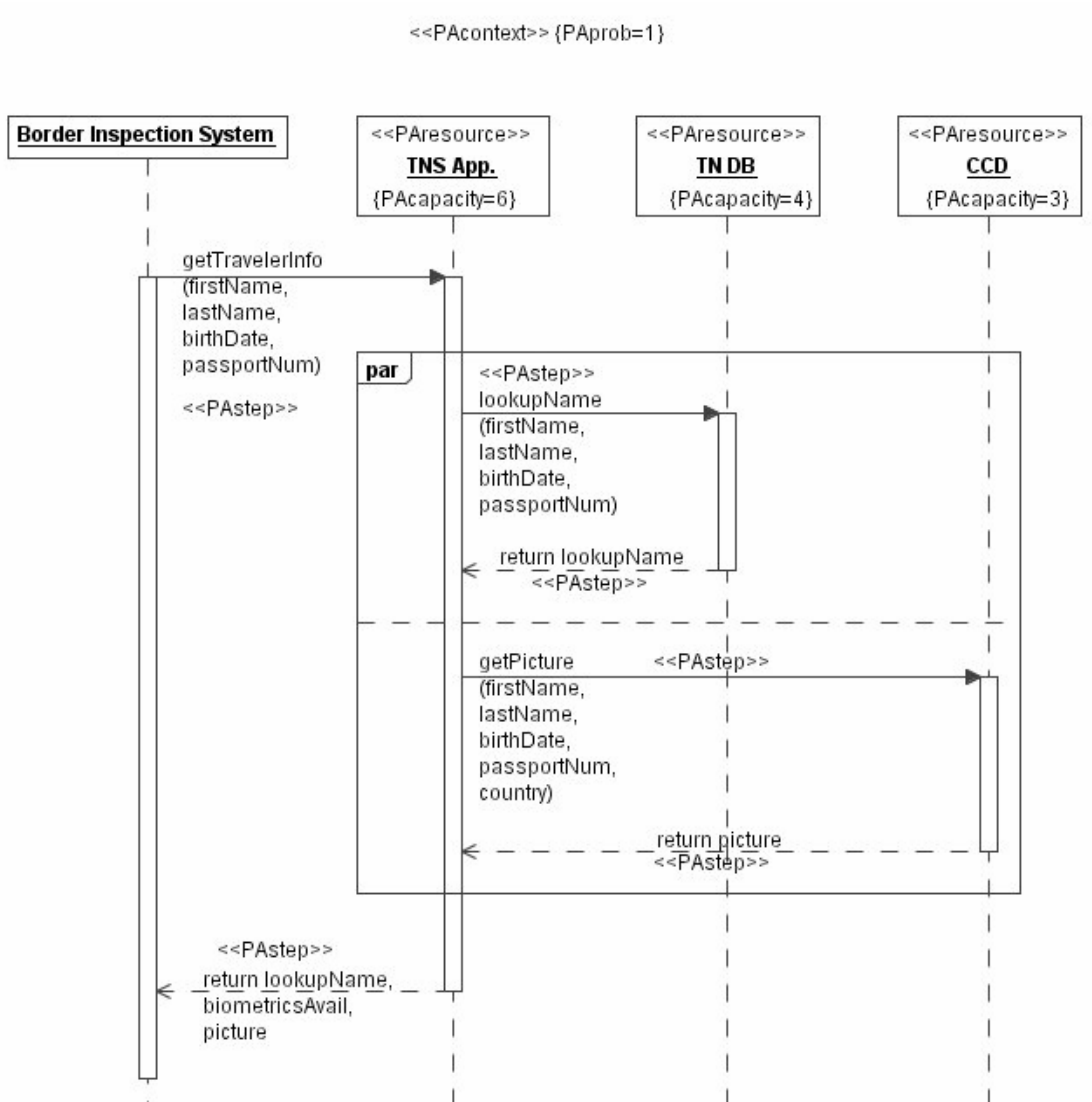 <<PAcontext>> {PAprob=1}
Border Inspection System
<<PAresource>>
TNS App.
{PAcapacity=6}
<<PAresource>>
TN DB
{PAcapacity=4}
<<PAresource>>
CCD
{PAcapacity=3}
getTravelerInfo
(firstName,
lastName,
birthDate,
passportNum)
<<PAstep>>
par
<<PAstep>>
lookupName
(firstName,
lastName,
birthDate,
passportNum)
return lookupName
<<PAstep>>
getPicture
<<PAstep>>
(firstName,
lastName,
birthDate,
passportNum,
country)
return picture
<<PAstep>>
<<PAstep>>
return lookupName,
biometricsAvail,
picture